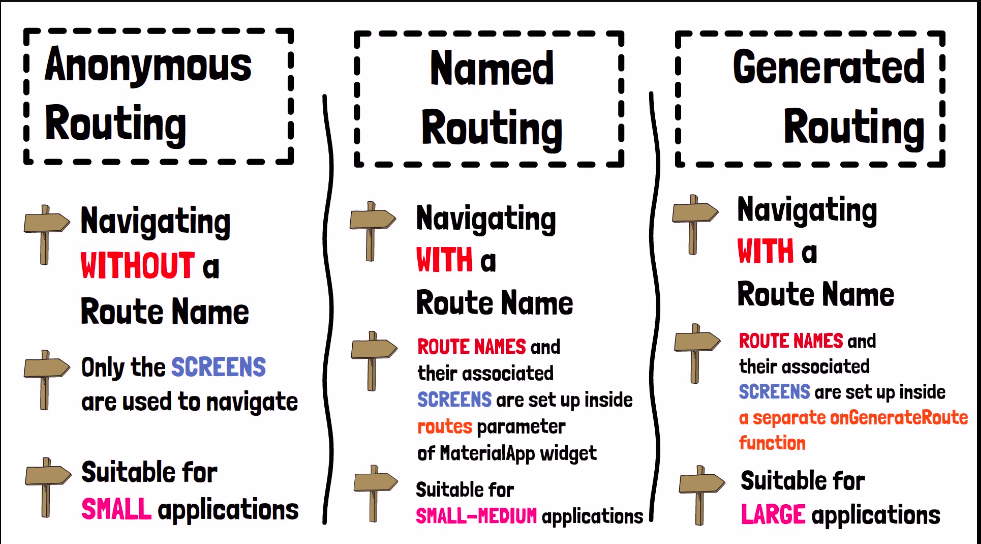 Anonymous
Routing
Navigating
WITHOUT a
Route Name
Only the SCREENS
are used to navigate
Suitable for
SMALL applications
Named
Routing
Navigating
WITH a
Route Name
ROUTE NAMES and
their associated
SCREENS are set up inside
routes parameter
of MaterialApp widget
Suitable for
SMALL-MEDIUM applications
Generated
Routing
Navigating
WITH a
Route Name
ROUTE NAMES and
their associated
SCREENS are set up inside
a separate onGenerateRoute
function
Suitable for
LARGE applications